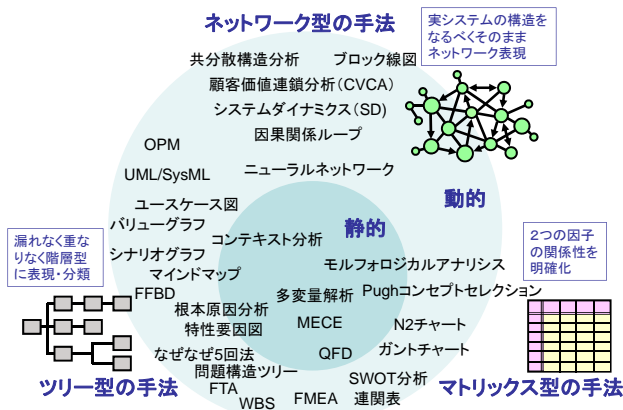 ネットワーク型の手法
実システムの構造を
なるべくそのまま
ネットワーク表現
共分散構造分析
ブロック線図
顧客価値連鎖分析(CVCA)
システムダイナミクス(SD)
因果関係ループ
OPM
ニューラルネットワーク
UML/SysML
動的
ユースケース図
バリューグラフ
静的
コンテキスト分析
漏れなく重な
りなく階層型
に表現・分類
2つの因子
の関係性を
明確化
シナリオグラフ
マインドマップ
モルフォロジカルアナリシス
FFBD
多変量解析
Pughコンセプトセレクション
根本原因分析
特性要因図
MECE
N2チャート
なぜなぜ5回法
QFD
ガントチャート
問題構造ツリー
ツリー型の手法
マトリックス型の手法
FTA
SWOT分析
WBS
FMEA
連関表